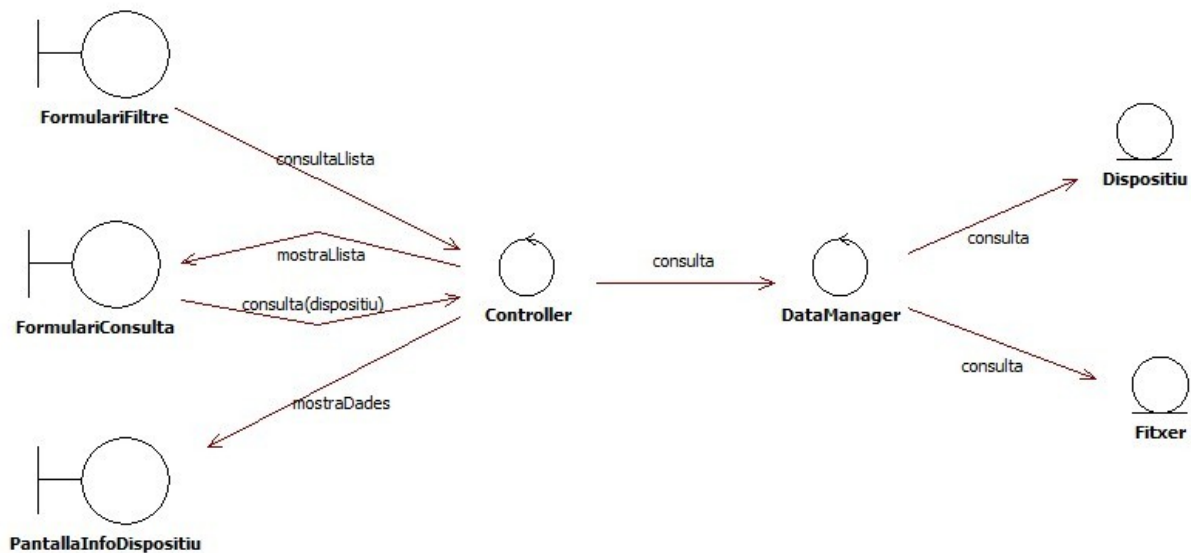 FormulariFiltre
consultaLlista
Dispositiu
mostraLlista
consulta
consulta
consulta(dispositiu)
FormulariConsulta
Controller
DataManager
consulta
mostraDades
Fitxer
PantallaInfoDispositiu